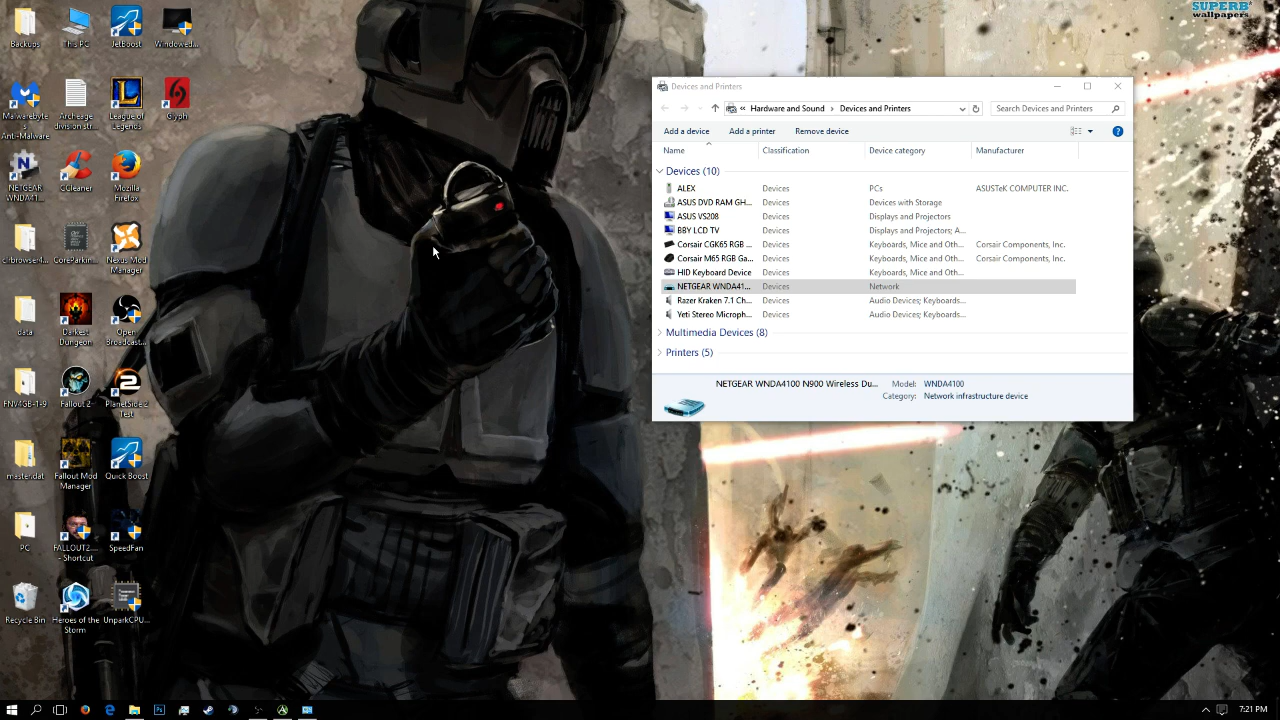 SUPERB
wallpapers
Backups
This PC
Jetboost
Windowed...
Malwarebyte
s
Anti-Malware
Archeage
division str...
League of
Legends
Glyph
NETGEAR
WNDA41...
CCleaner
Mozilla
Firefox
clrbrowser4...
CoreParkin...
Nexus Mod
Manager
data
Darkest
Dungeon
Open
Broadcast...
FNV4GB-1-9
Fallout 2
PlanetSide 2
Test
master.dat
Fallout Mod
Manager
Quick Boost
PC
FALLOUT2....
- Shortcut
SpeedFan
Recycle Bin
Heroes of the
Storm
UnparkCPU...
Devices and Printers
« Hardware and Sound › Devices and Printers
Search Devices and Printers
Add a device Add a printer Remove device
Name Classification Device category Manufacturer
Devices (10)
ALEX Devices PCs ASUSTeK COMPUTER INC.
ASUS DVD RAM GH... Devices Devices with Storage
ASUS VS208 Devices Displays and Projectors
BBY LCD TV Devices Displays and Projectors; A...
Corsair CGK65 RGB ... Devices Keyboards, Mice and Oth... Corsair Components, Inc.
Corsair M65 RGB Ga... Devices Keyboards, Mice and Oth... Corsair Components, Inc.
HID Keyboard Device Devices Keyboards, Mice and Oth...
NETGEAR WNDA41... Devices Network
Razer Kraken 7.1 Ch... Devices Audio Devices; Keyboards...
Yeti Stereo Microph... Devices Audio Devices; Keyboards...
Multimedia Devices (8)
Printers (5)
NETGEAR WNDA4100 N900 Wireless Du... Model: WNDA4100
Category: Network infrastructure device
7:21 PM